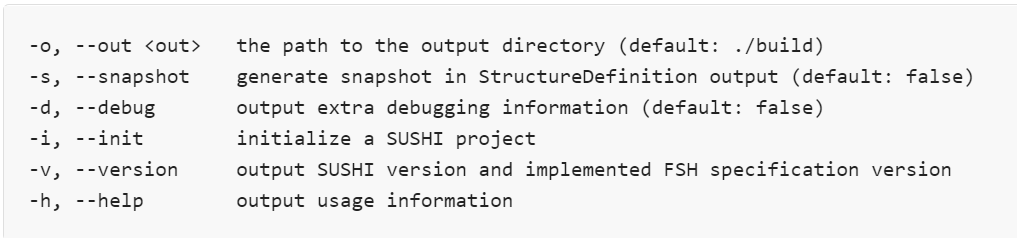 -o, --out <out>   the path to the output directory (default: ./build)
-s, --snapshot    generate snapshot in StructureDefinition output (default: false)
-d, --debug       output extra debugging information (default: false)
-i, --init        initialize a SUSHI project
-v, --version     output SUSHI version and implemented FSH specification version
-h, --help        output usage information